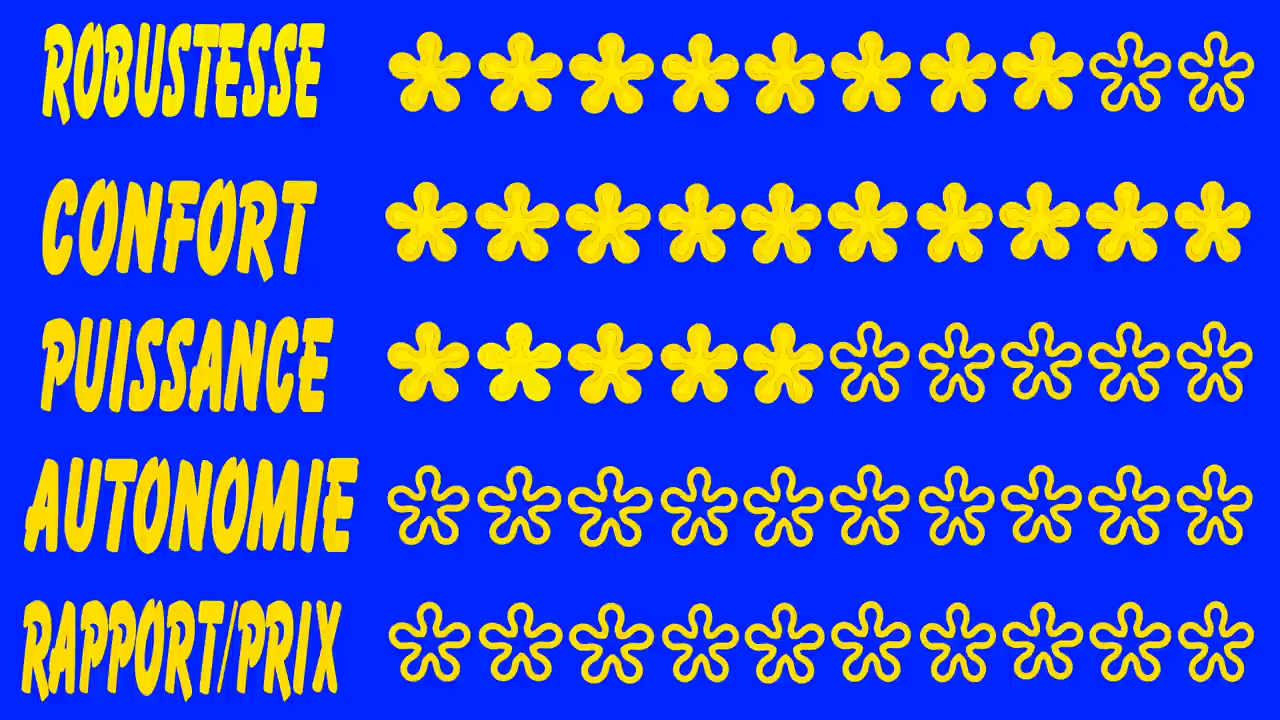 ROBUSTESSE
CONFORT
PUISSANCE
AUTONOMIE
RAPPORT/PRIX